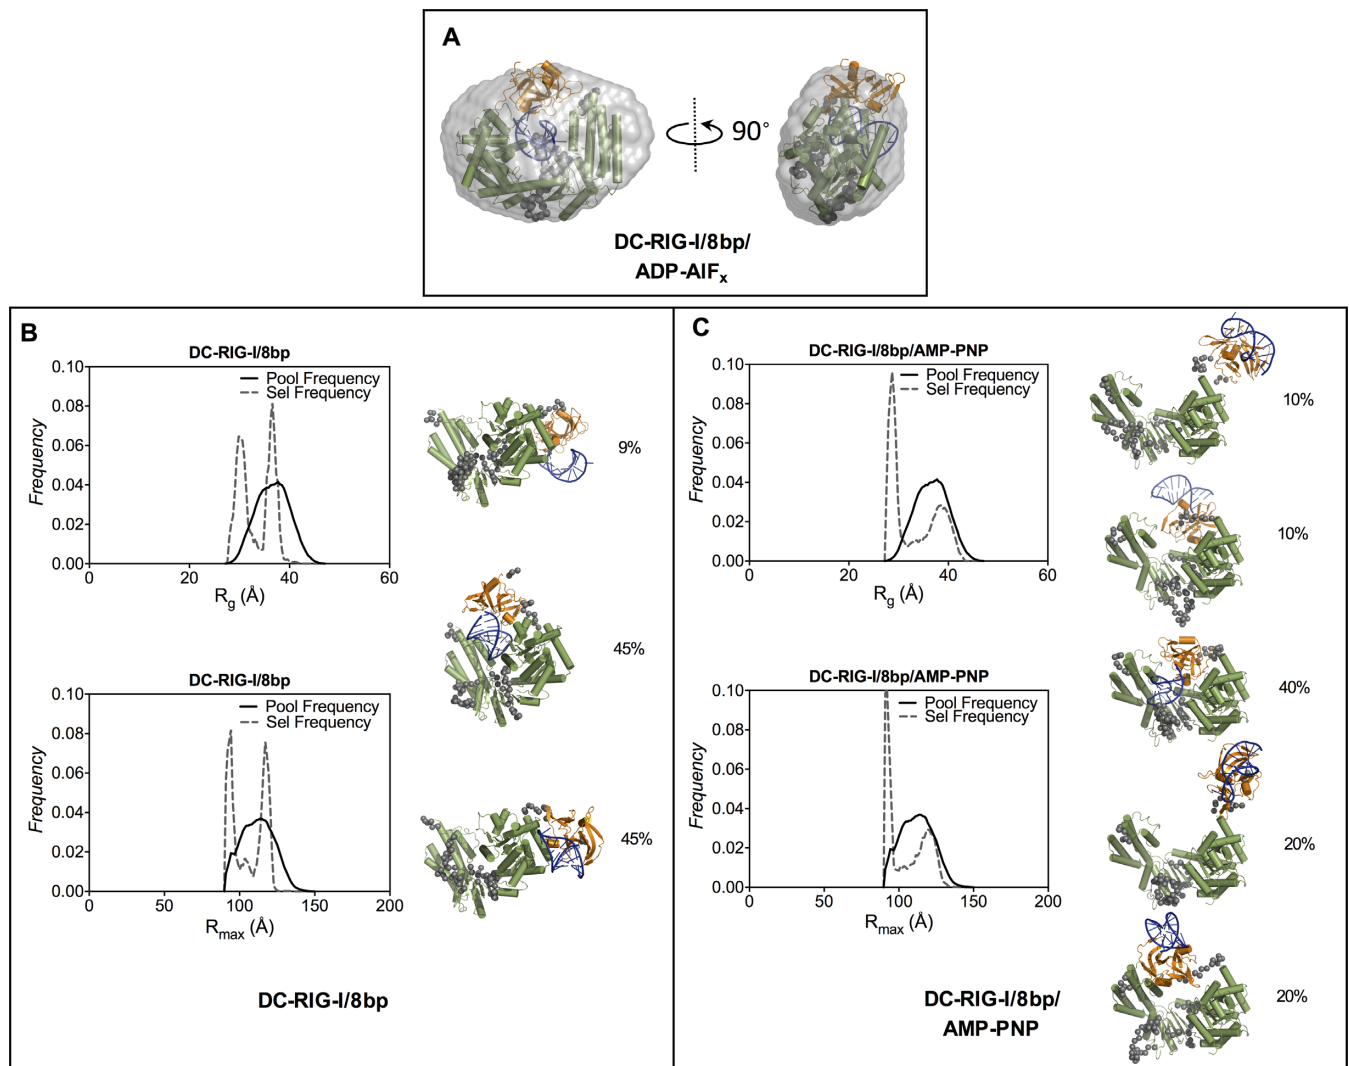 A
90°
DC-RIG-I/8bp/
ADP-AlFx
B
DC-RIG-I/8bp
0.10
0.08
0.06
0.04
0.02
0.00
Frequency
Pool Frequency
Sel Frequency
0 20 40 60
Rg (Å)
9%
45%
DC-RIG-I/8bp
0.10
0.08
0.06
0.04
0.02
0.00
Frequency
Pool Frequency
Sel Frequency
0 50 100 150 200
Rmax (Å)
45%
DC-RIG-I/8bp
C
DC-RIG-I/8bp/AMP-PNP
0.10
0.08
0.06
0.04
0.02
0.00
Frequency
Pool Frequency
Sel Frequency
0 20 40 60
Rg (Å)
10%
10%
40%
DC-RIG-I/8bp/AMP-PNP
0.10
0.08
0.06
0.04
0.02
0.00
Frequency
Pool Frequency
Sel Frequency
0 50 100 150 200
Rmax (Å)
20%
20%
DC-RIG-I/8bp/
AMP-PNP